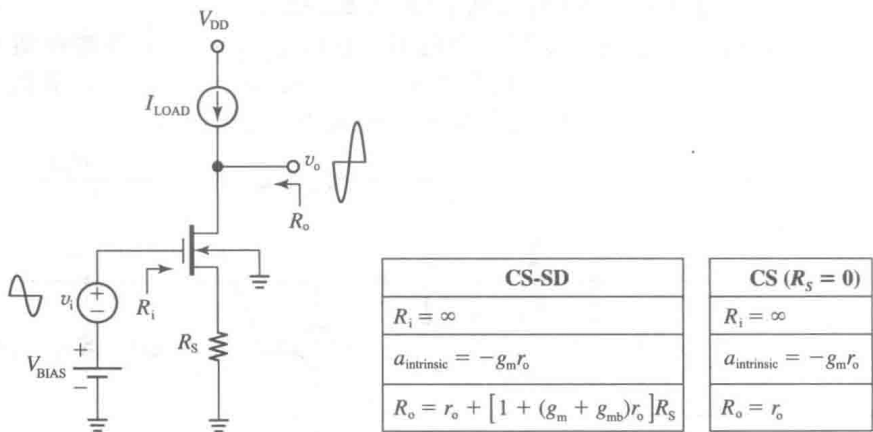 V_DD
I_LOAD
v_o
R_o
v_i
+
−
R_i
R_S
+
V_BIAS
−
CS-SD
R_i = ∞
a_intrinsic = −g_m r_o
R_o = r_o + [1 + (g_m + g_mb)r_o]R_S
CS (R_S = 0)
R_i = ∞
a_intrinsic = −g_m r_o
R_o = r_o